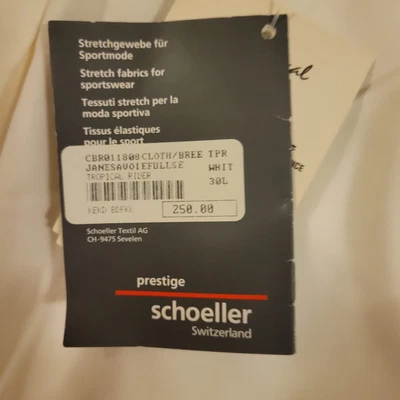 Stretchgewebe für
Sportmode
Stretch fabrics for
sportswear
Tessuti stretch per la
moda sportiva
Tissus élastiques
pour le sport
CBR011808 CLOTH/BREE TPR
JANESAVOIEFULLSE WHIT
TROPICAL RIDER 30L
250.00
Schoeller Textil AG
CH-9475 Sevelen
prestige
schoeller
Switzerland